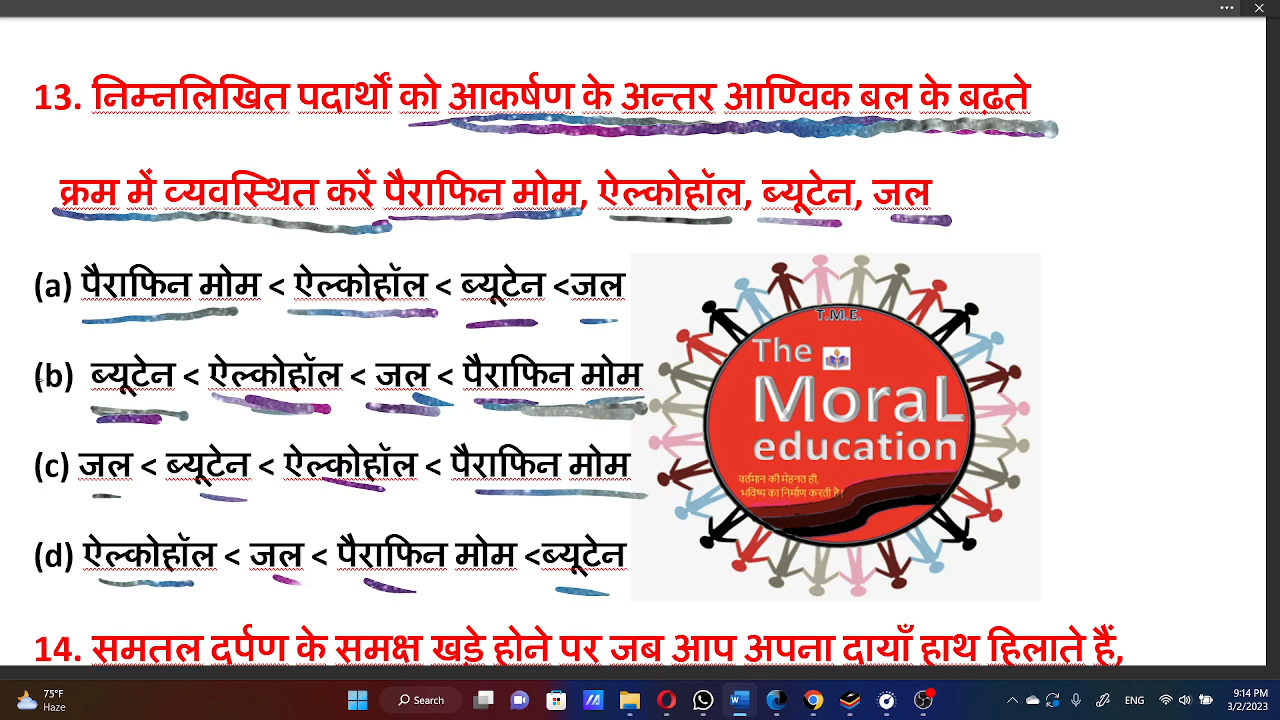 13. निम्नलिखित पदार्थों को आकर्षण के अन्तर आण्विक बल के बढ़ते
क्रम में व्यवस्थित करें पैराफिन मोम, ऐल्कोहॉल, ब्यूटेन, जल
(a) पैराफिन मोम < ऐल्कोहॉल < ब्यूटेन <जल
(b) ब्यूटेन < ऐल्कोहॉल < जल < पैराफिन मोम
(c) जल < ब्यूटेन < ऐल्कोहॉल < पैराफिन मोम
(d) ऐल्कोहॉल < जल < पैराफिन मोम <ब्यूटेन
T.M.E.
The
MoraL
education
वर्तमान की मेहनत ही,
भविष्य का निर्माण करती है!
14. समतल दर्पण के समक्ष खड़े होने पर जब आप अपना दायाँ हाथ हिलाते हैं,
75°F
Haze
Search
ENG
9:14 PM
3/2/2023